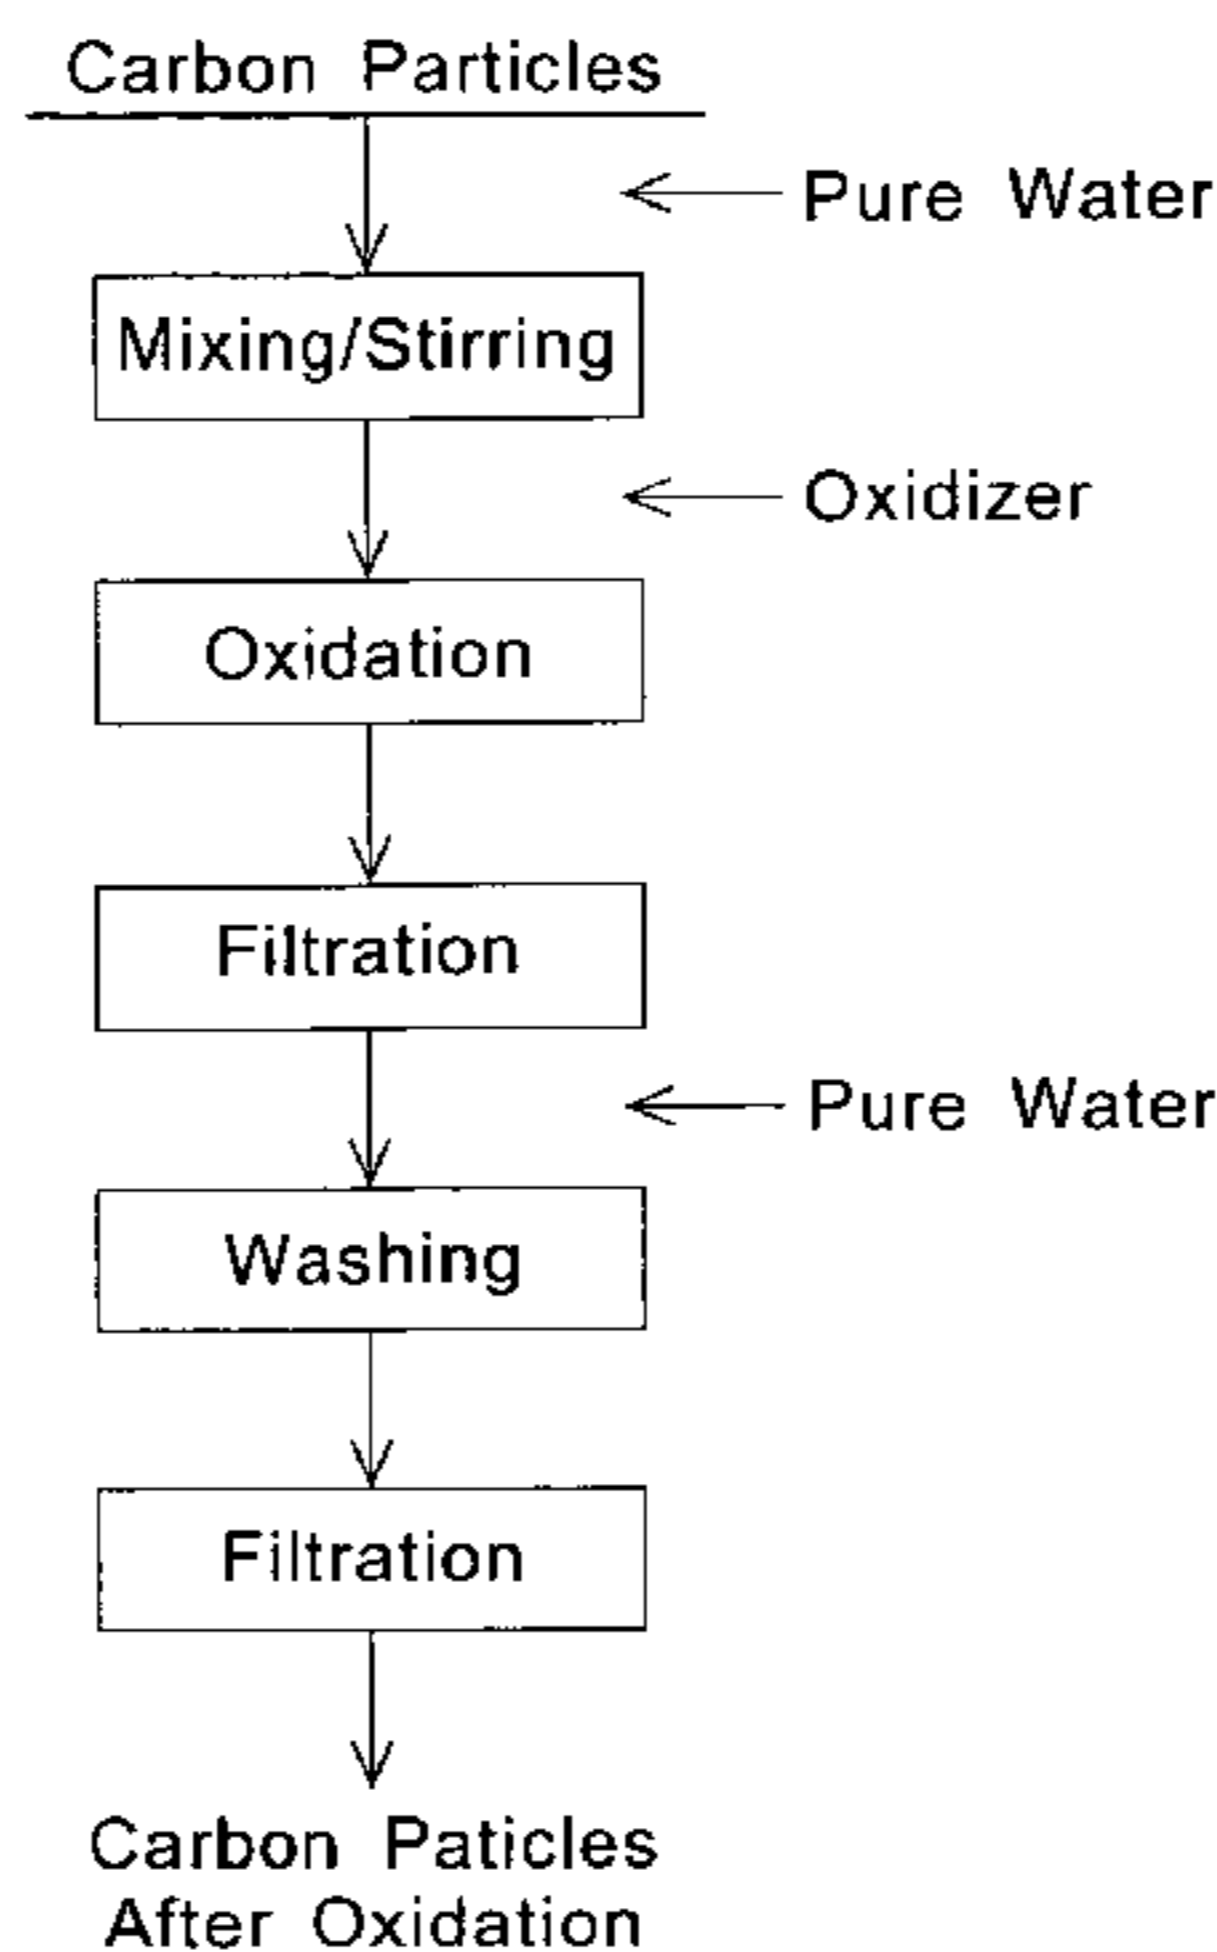 Carbon Particles
Pure Water
Mixing/Stirring
Oxidizer
Oxidation
Filtration
Pure Water
Washing
Filtration
Carbon Paticles
After Oxidation